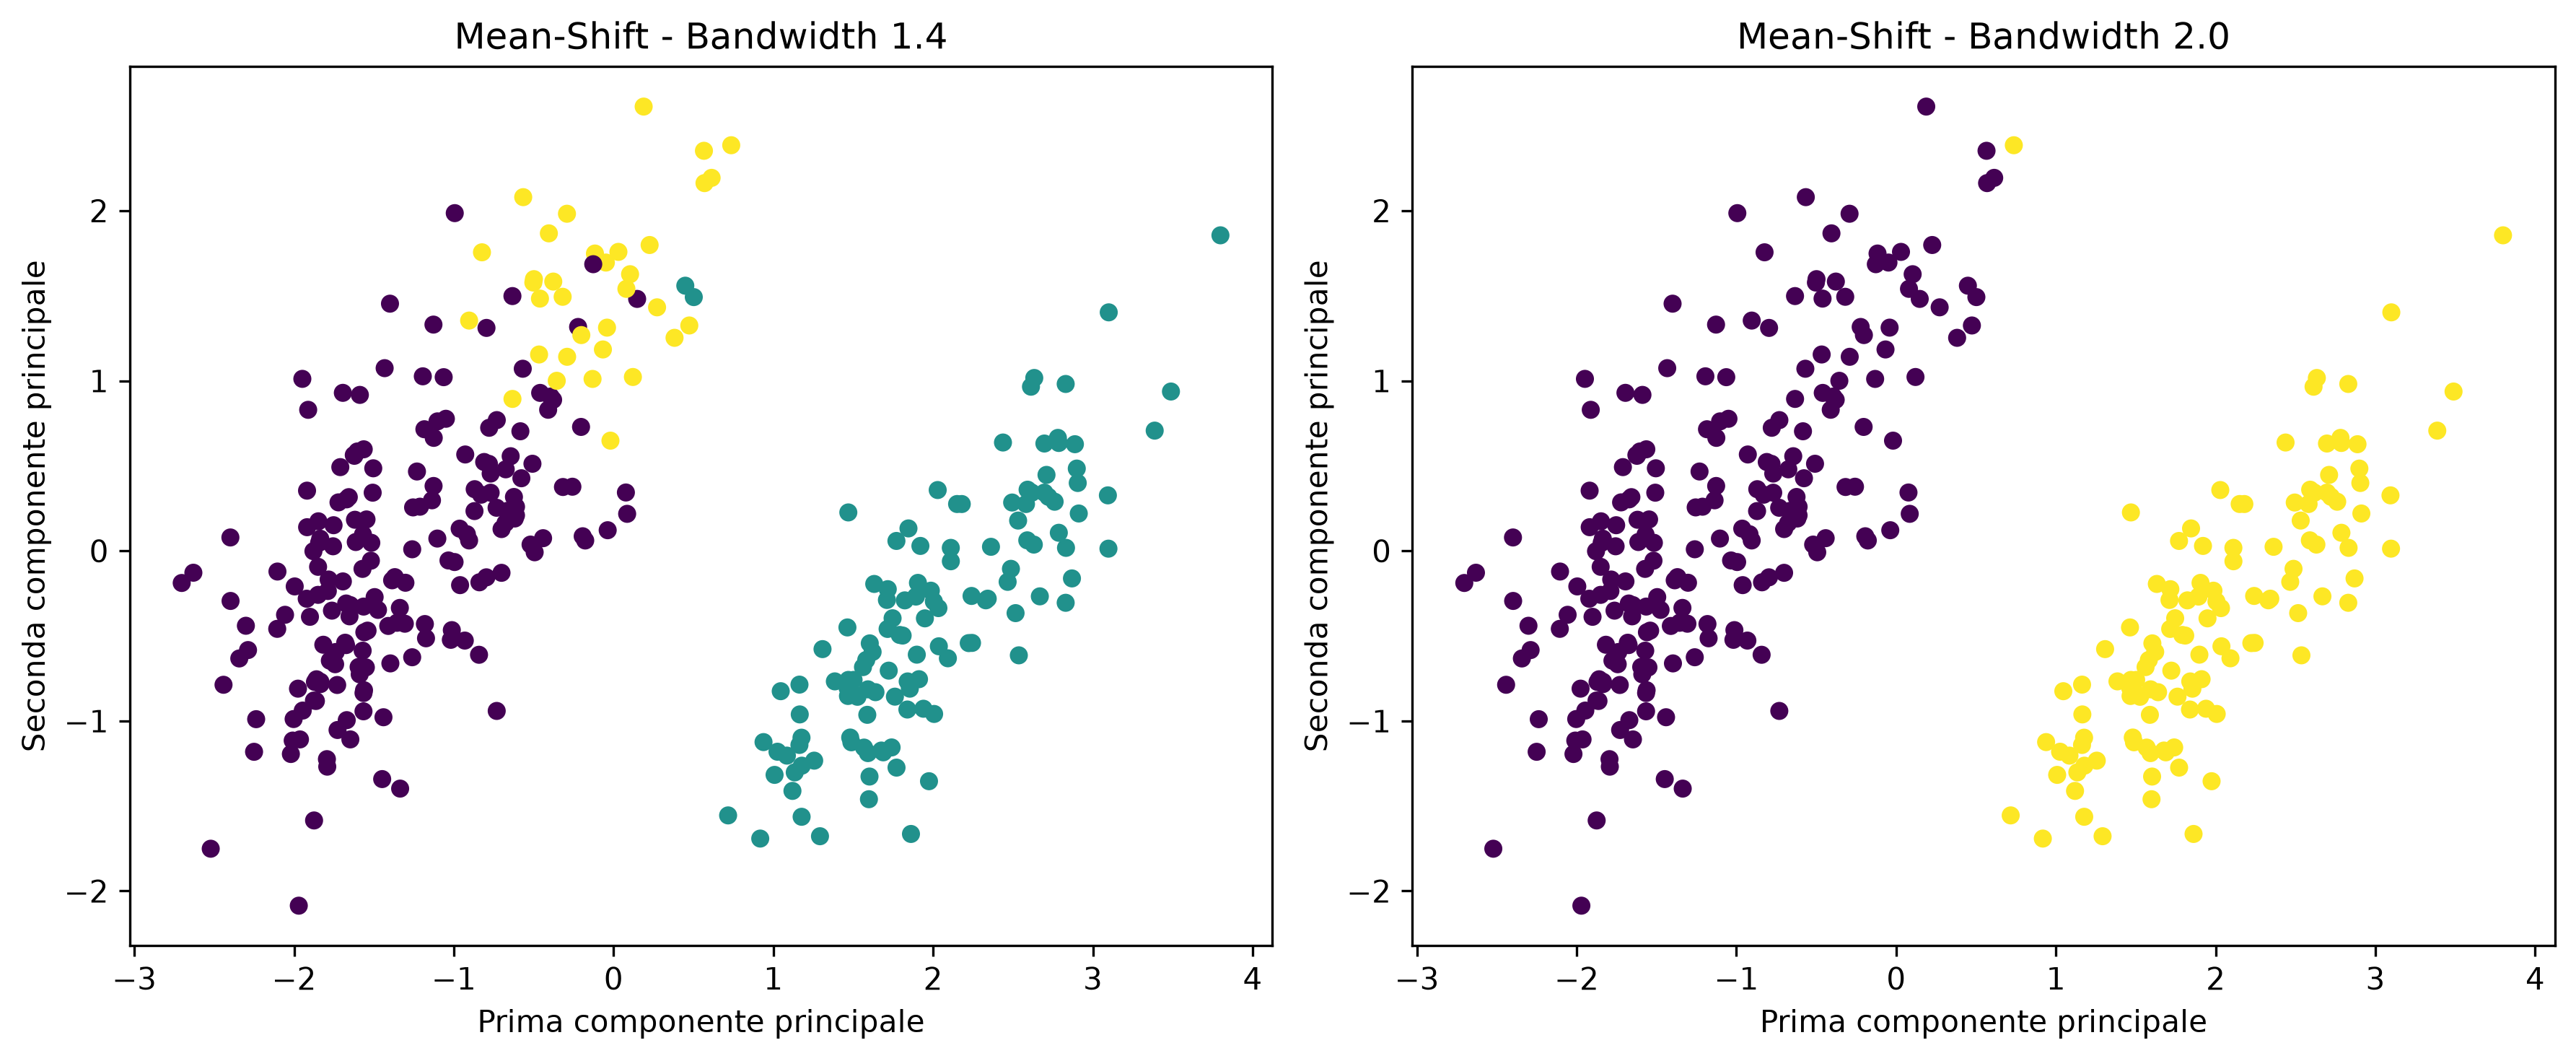 Mean-Shift - Bandwidth 1.4
Seconda componente principale
2
1
0
−1
−2
−3 −2 −1 0 1 2 3 4
Prima componente principale
Mean-Shift - Bandwidth 2.0
Seconda componente principale
2
1
0
−1
−2
−3 −2 −1 0 1 2 3 4
Prima componente principale